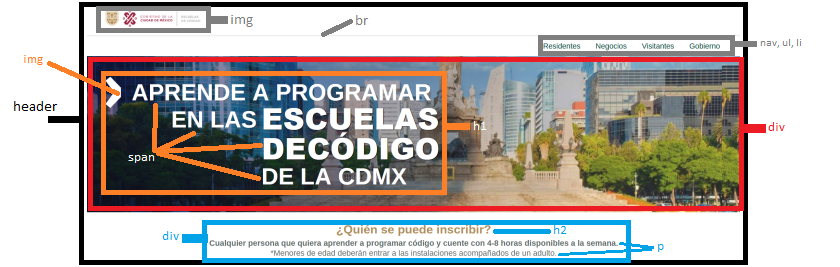 GOBIERNO DE LA
CIUDAD DE MÉXICO
ESCUELAS
DE CÓDIGO
img
br
Residentes Negocios Visitantes Gobierno
nav, ul, li
img
header
APRENDE A PROGRAMAR
EN LAS ESCUELAS
DECÓDIGO
DE LA CDMX
span
h1
div
div
¿Quién se puede inscribir?
h2
Cualquier persona que quiera aprender a programar código y cuente con 4-8 horas disponibles a la semana.
*Menores de edad deberán entrar a las instalaciones acompañados de un adulto.
p